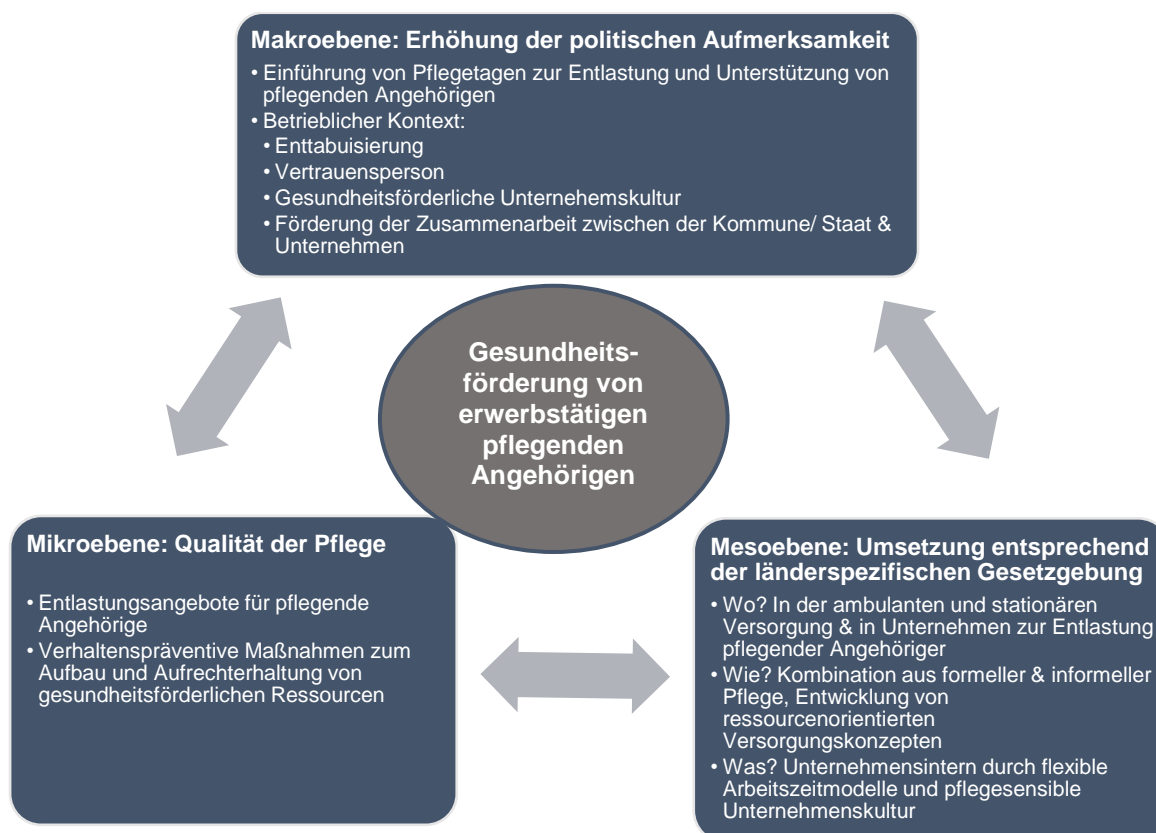 Makroebene: Erhöhung der politischen Aufmerksamkeit
• Einführung von Pflegetagen zur Entlastung und Unterstützung von
pflegenden Angehörigen
• Betrieblicher Kontext:
• Enttabuisierung
• Vertrauensperson
• Gesundheitsförderliche Unternehemskultur
• Förderung der Zusammenarbeit zwischen der Kommune/ Staat &
Unternehmen
Gesundheits-
förderung von
erwerbstätigen
pflegenden
Angehörigen
Mikroebene: Qualität der Pflege
• Entlastungsangebote für pflegende
Angehörige
• Verhaltenspräventive Maßnahmen zum
Aufbau und Aufrechterhaltung von
gesundheitsförderlichen Ressourcen
Mesoebene: Umsetzung entsprechend
der länderspezifischen Gesetzgebung
• Wo? In der ambulanten und stationären
Versorgung & in Unternehmen zur Entlastung
pflegender Angehöriger
• Wie? Kombination aus formeller & informeller
Pflege, Entwicklung von
ressourcenorientierten
Versorgungskonzepten
• Was? Unternehmensintern durch flexible
Arbeitszeitmodelle und pflegesensible
Unternehmenskultur